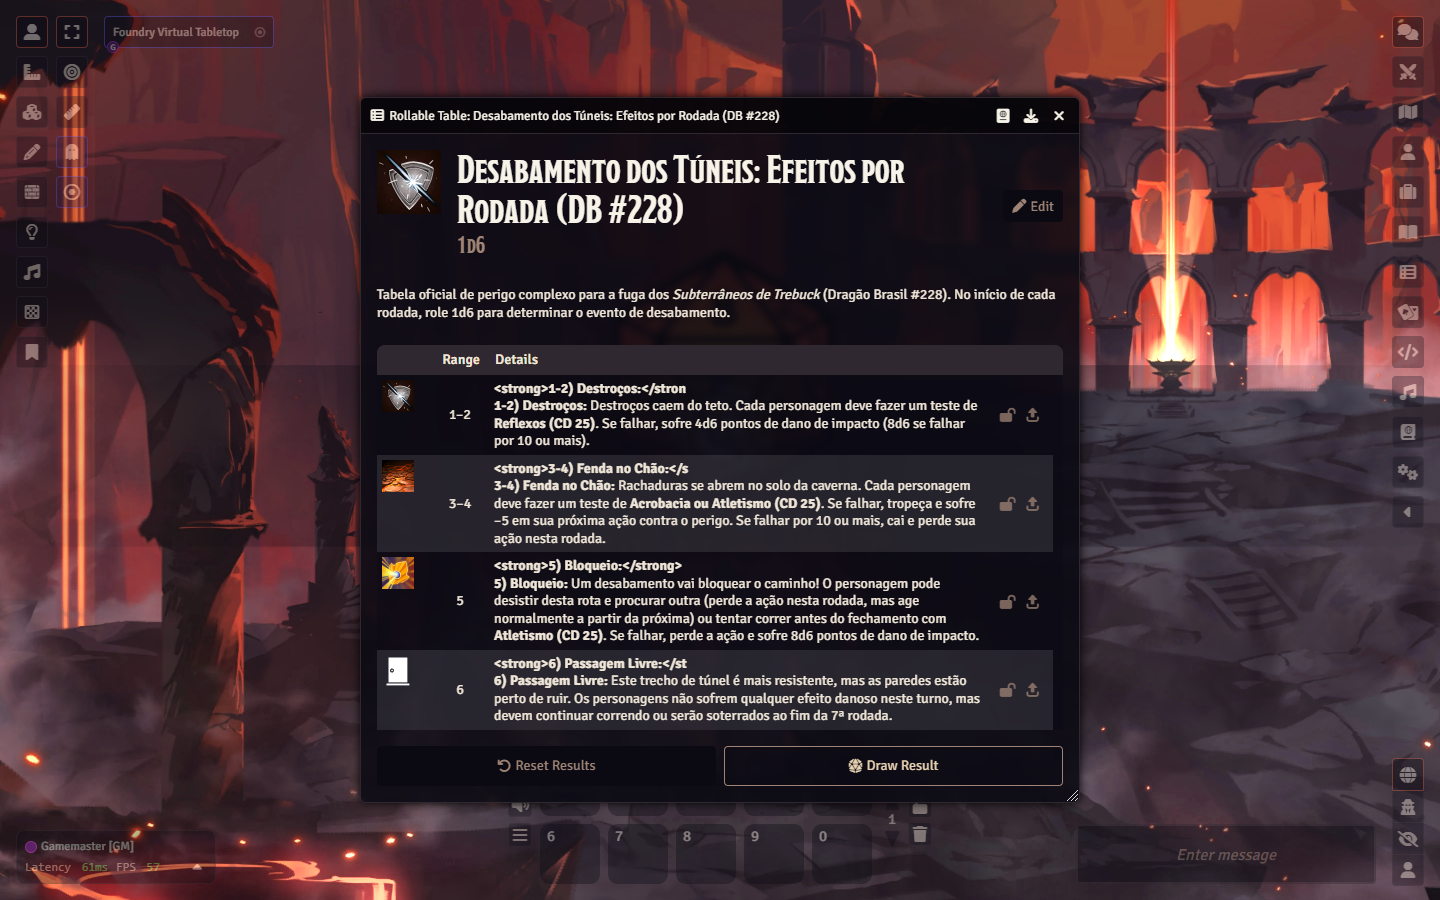 Foundry Virtual Tabletop
G
Rollable Table: Desabamento dos Túneis: Efeitos por Rodada (DB #228)
Desabamento dos Túneis: Efeitos por
Rodada (DB #228)
1d6
Edit
Tabela oficial de perigo complexo para a fuga dos Subterrâneos de Trebuck (Dragão Brasil #228). No início de cada
rodada, role 1d6 para determinar o evento de desabamento.
Range Details
<strong>1-2) Destroços:</stron
1–2
1-2) Destroços: Destroços caem do teto. Cada personagem deve fazer um teste de
Reflexos (CD 25). Se falhar, sofre 4d6 pontos de dano de impacto (8d6 se falhar
por 10 ou mais).
<strong>3-4) Fenda no Chão:</s
3–4
3-4) Fenda no Chão: Rachaduras se abrem no solo da caverna. Cada personagem
deve fazer um teste de Acrobacia ou Atletismo (CD 25). Se falhar, tropeça e sofre
–5 em sua próxima ação contra o perigo. Se falhar por 10 ou mais, cai e perde sua
ação nesta rodada.
<strong>5) Bloqueio:</strong>
5
5) Bloqueio: Um desabamento vai bloquear o caminho! O personagem pode
desistir desta rota e procurar outra (perde a ação nesta rodada, mas age
normalmente a partir da próxima) ou tentar correr antes do fechamento com
Atletismo (CD 25). Se falhar, perde a ação e sofre 8d6 pontos de dano de impacto.
<strong>6) Passagem Livre:</st
6
6) Passagem Livre: Este trecho de túnel é mais resistente, mas as paredes estão
perto de ruir. Os personagens não sofrem qualquer efeito danoso neste turno, mas
devem continuar correndo ou serão soterrados ao fim da 7ª rodada.
Reset Results
Draw Result
6 7 8 9 0
1
Gamemaster [GM]
Latency 61ms FPS 57
Enter message